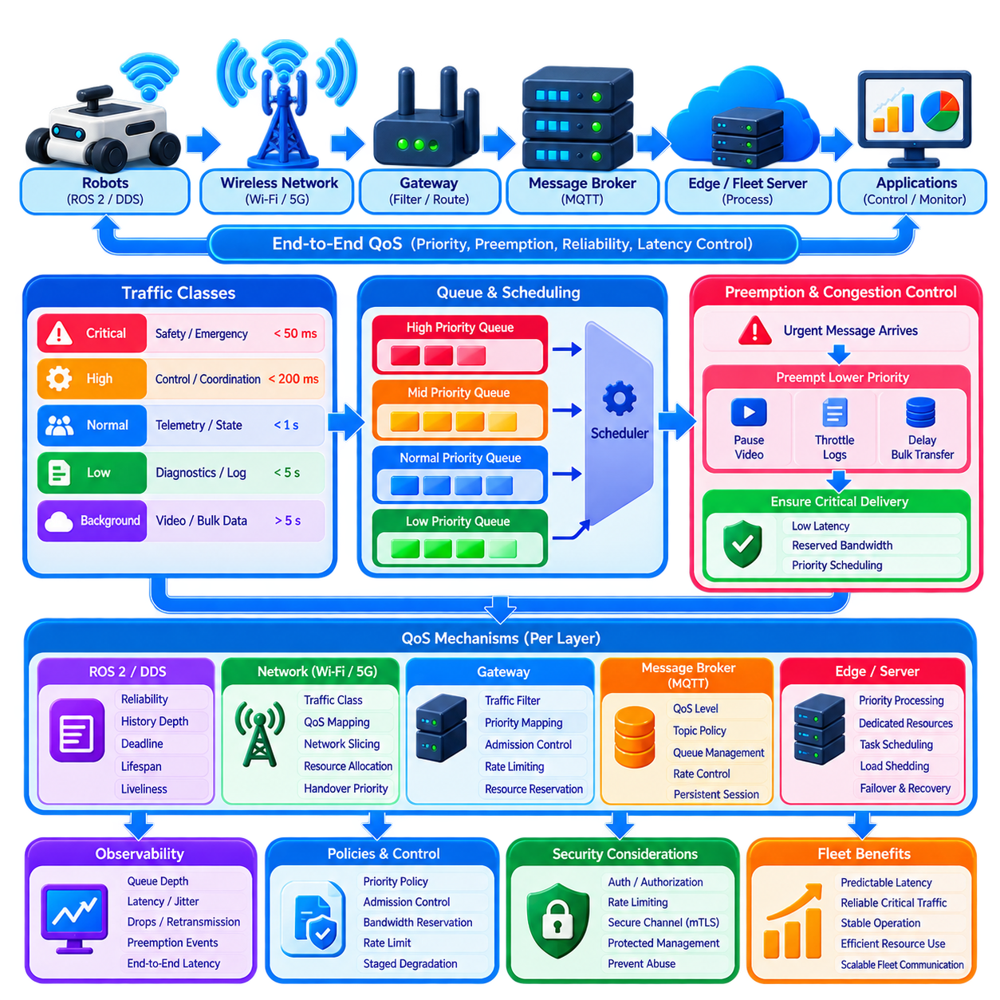 Robots
(ROS 2 / DDS)
Wireless Network
(Wi-Fi / 5G)
Gateway
(Filter / Route)
Message Broker
(MQTT)
Edge / Fleet Server
(Process)
Applications
(Control / Monitor)
End-to-End QoS (Priority, Preemption, Reliability, Latency Control)
Traffic Classes
Critical Safety / Emergency < 50 ms
High Control / Coordination < 200 ms
Normal Telemetry / State < 1 s
Low Diagnostics / Log < 5 s
Background Video / Bulk Data > 5 s
Queue & Scheduling
High Priority Queue
Mid Priority Queue
Normal Priority Queue
Low Priority Queue
Scheduler
Preemption & Congestion Control
Urgent Message Arrives
Preempt Lower Priority
Pause
Video
Throttle
Logs
Delay
Bulk Transfer
Ensure Critical Delivery
Low Latency
Reserved Bandwidth
Priority Scheduling
QoS Mechanisms (Per Layer)
ROS 2 / DDS
Reliability
History Depth
Deadline
Lifespan
Liveliness
Network (Wi-Fi / 5G)
Traffic Class
QoS Mapping
Network Slicing
Resource Allocation
Handover Priority
Gateway
Traffic Filter
Priority Mapping
Admission Control
Rate Limiting
Resource Reservation
Message Broker
(MQTT)
QoS Level
Topic Policy
Queue Management
Rate Control
Persistent Session
Edge / Server
Priority Processing
Dedicated Resources
Task Scheduling
Load Shedding
Failover & Recovery
Observability
Queue Depth
Latency / Jitter
Drops / Retransmission
Preemption Events
End-to-End Latency
Policies & Control
Priority Policy
Admission Control
Bandwidth Reservation
Rate Limit
Staged Degradation
Security Considerations
Auth / Authorization
Rate Limiting
Secure Channel (mTLS)
Protected Management
Prevent Abuse
Fleet Benefits
Predictable Latency
Reliable Critical Traffic
Stable Operation
Efficient Resource Use
Scalable Fleet Communication